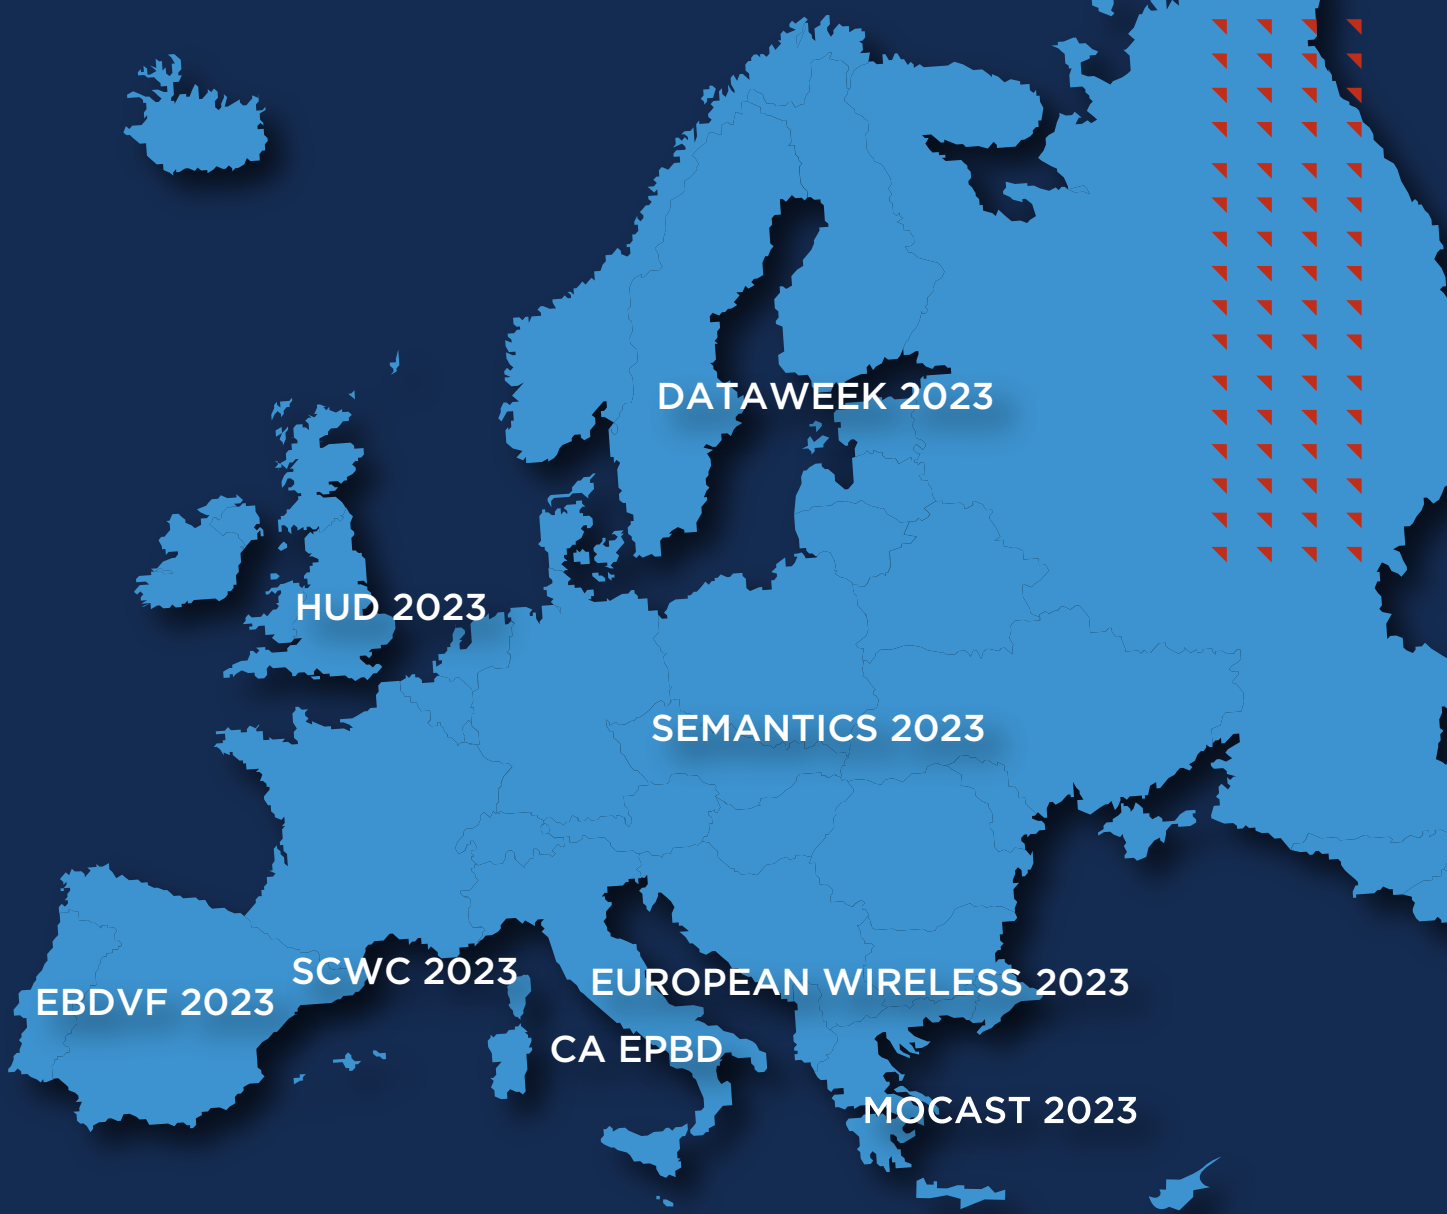 DATAWEEK 2023
HUD 2023
SEMANTICS 2023
SCWC 2023
EUROPEAN WIRELESS 2023
EBDVF 2023
CA EPBD
MOCAST 2023